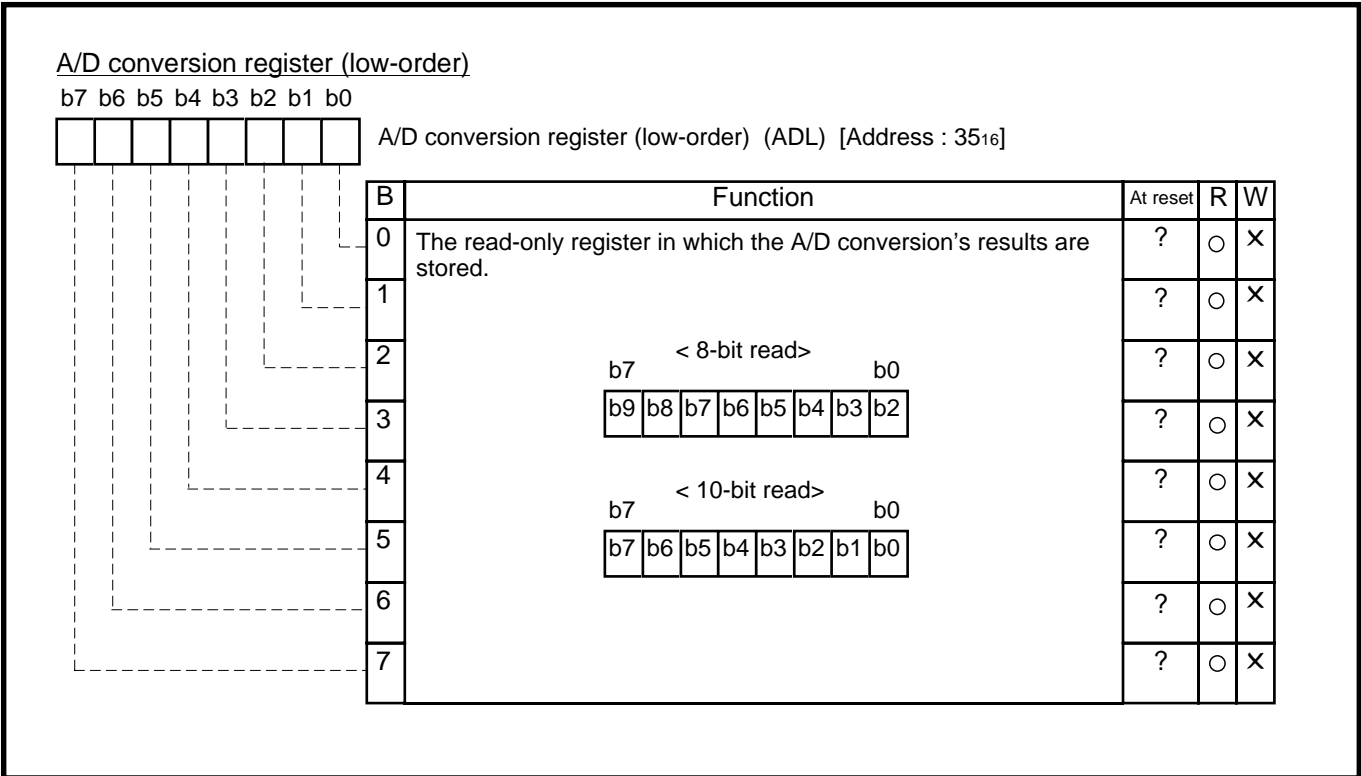 A/D conversion register (low-order)
b7 b6 b5 b4 b3 b2 b1 b0
A/D conversion register (low-order) (ADL) [Address : 3516]
B Function At reset R W
0 The read-only register in which the A/D conversion's results are stored. ? ○ ×
1 ? ○ ×
2 ? ○ ×
3 ? ○ ×
4 ? ○ ×
5 ? ○ ×
6 ? ○ ×
7 ? ○ ×
< 8-bit read>
b7 b0
b9 b8 b7 b6 b5 b4 b3 b2
< 10-bit read>
b7 b0
b7 b6 b5 b4 b3 b2 b1 b0